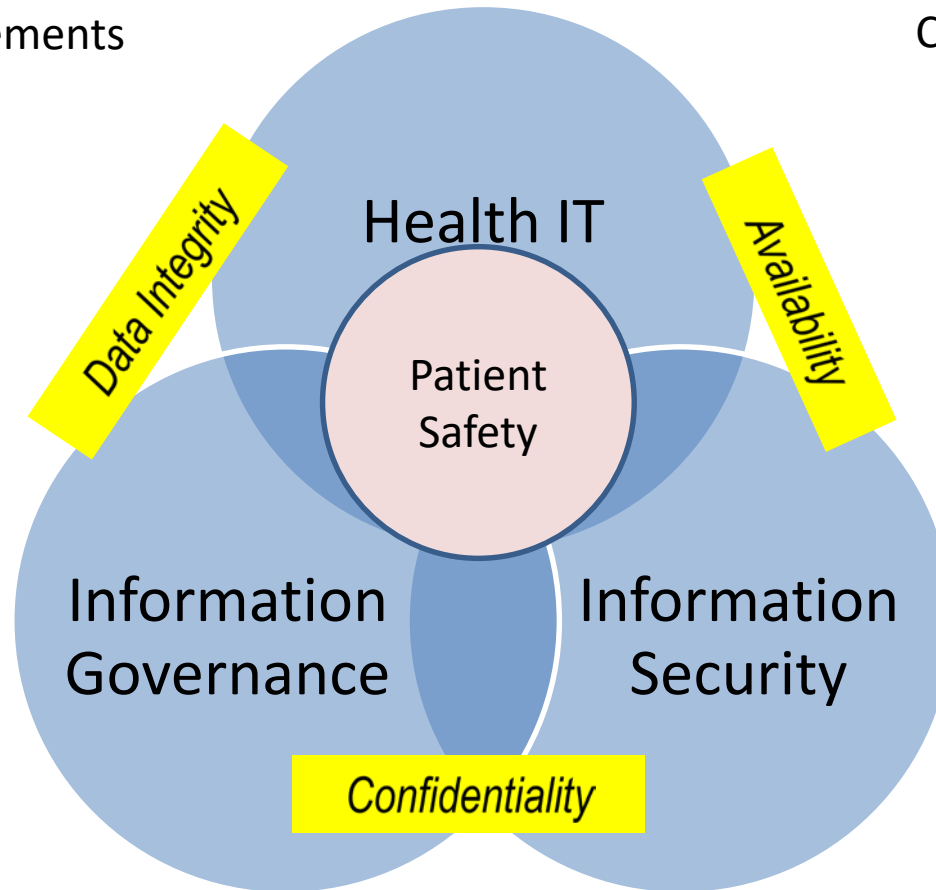 ements
C
Health IT
Data Integrity
Availability
Patient
Safety
Information
Governance
Information
Security
Confidentiality